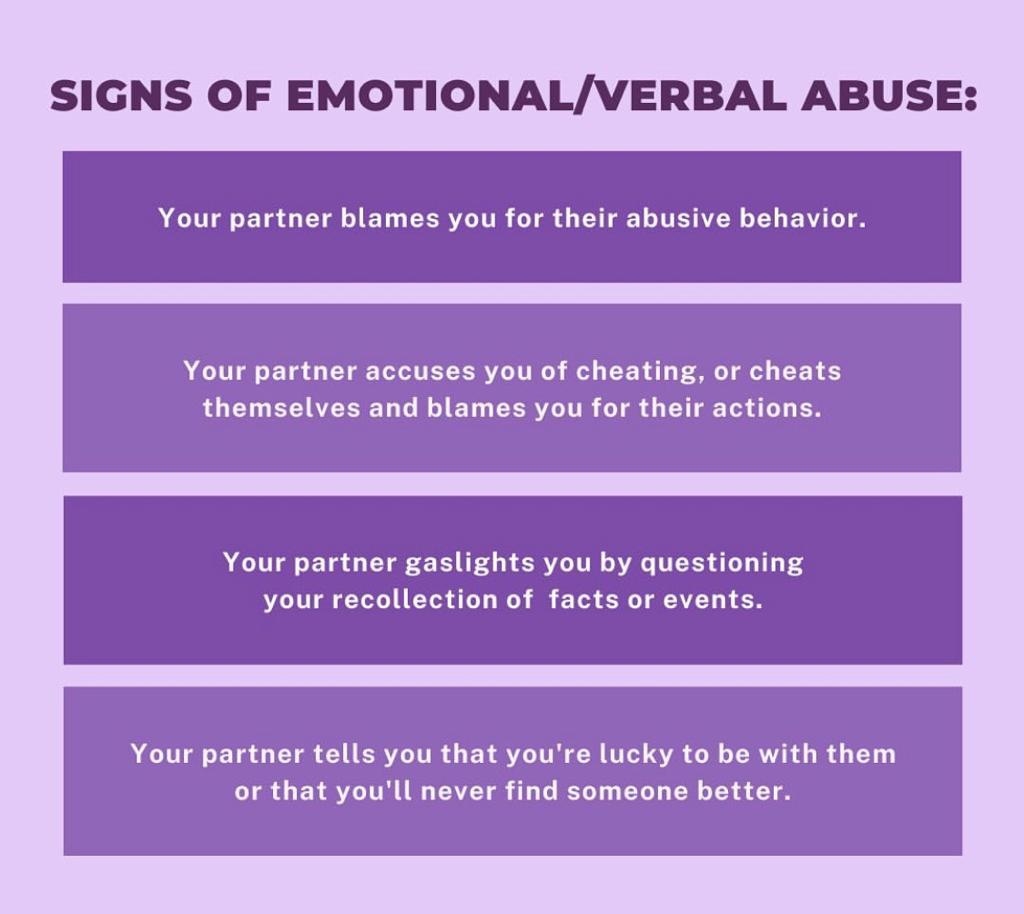 SIGNS OF EMOTIONAL/VERBAL ABUSE:
Your partner blames you for their abusive behavior.
Your partner accuses you of cheating, or cheats
themselves and blames you for their actions.
Your partner gaslights you by questioning
your recollection of  facts or events.
Your partner tells you that you're lucky to be with them
or that you'll never find someone better.